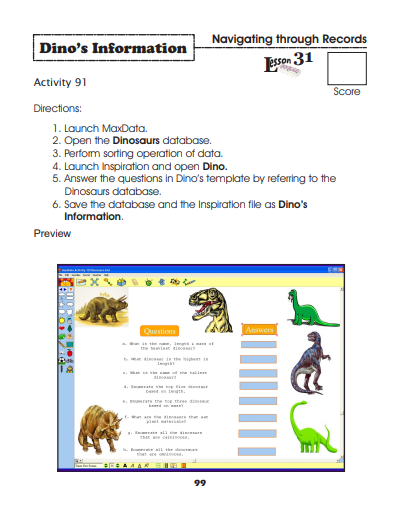 Dino's Information
Navigating through Records
Lesson 31
Activity 91
Score
Directions:
1. Launch MaxData.
2. Open the Dinosaurs database.
3. Perform sorting operation of data.
4. Launch Inspiration and open Dino.
5. Answer the questions in Dino's template by referring to the
Dinosaurs database.
6. Save the database and the Inspiration file as Dino's
Information.
Preview
Questions
Answers
a. What is the name, length & mass of
the heaviest dinosaur?
b. What dinosaur is the highest in
length?
c. What is the name of the tallest
dinosaur?
d. Enumerate the top five dinosaur
based on length.
e. Enumerate the top three dinosaur
based on mass?
f. What are the dinosaurs that eat
plant materials?
g. Enumerate all the dinosaurs
that are carnivorous.
h. Enumerate all the dinosaurs
that are omnivorous.
99